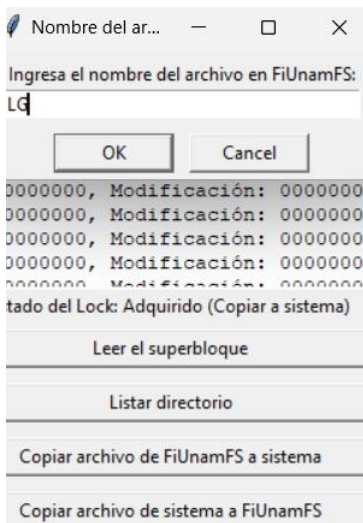 Nombre del ar...
Ingresa el nombre del archivo en FiUnamFS:
LG
OK Cancel
0000000, Modificación: 0000000
0000000, Modificación: 0000000
0000000, Modificación: 0000000
0000000, Modificación: 0000000
tado del Lock: Adquirido (Copiar a sistema)
Leer el superbloque
Listar directorio
Copiar archivo de FiUnamFS a sistema
Copiar archivo de sistema a FiUnamFS